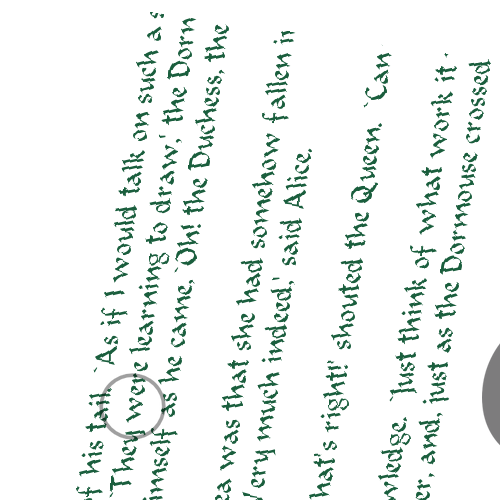 of his tail. `As if I would talk on such a
`They were learning to draw,' the Dorm
imself as he came, `Oh! the Duchess, the
ea was that she had somehow fallen in
Very much indeed,' said Alice.
hat's right!' shouted the Queen. `Can
wledge. `Just think of what work it
er, and, just as the Dormouse crossed